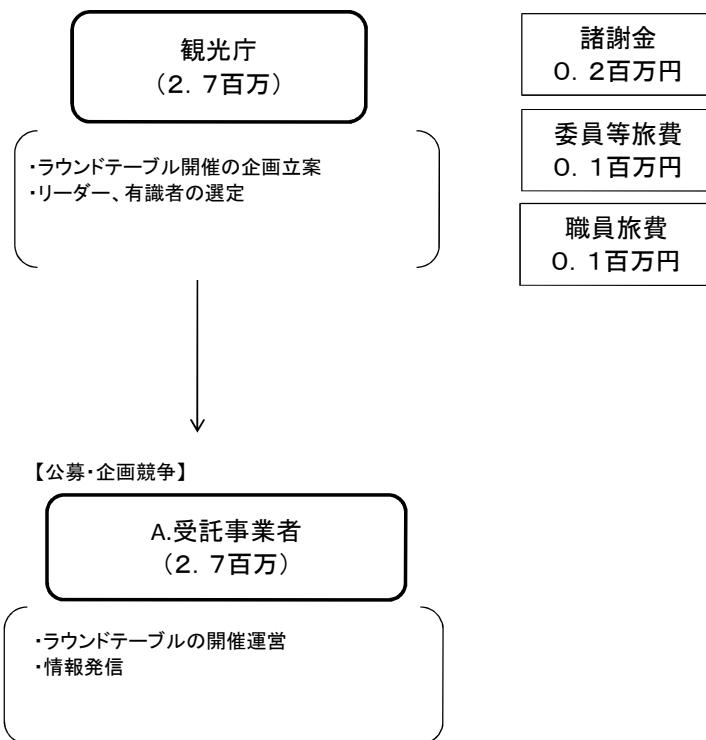 観光庁
（２．７百万）
・ラウンドテーブル開催の企画立案
・リーダー、有識者の選定
諸謝金
０．２百万円
委員等旅費
０．１百万円
職員旅費
０．１百万円
【公募・企画競争】
A.受託事業者
（２．７百万）
・ラウンドテーブルの開催運営
・情報発信